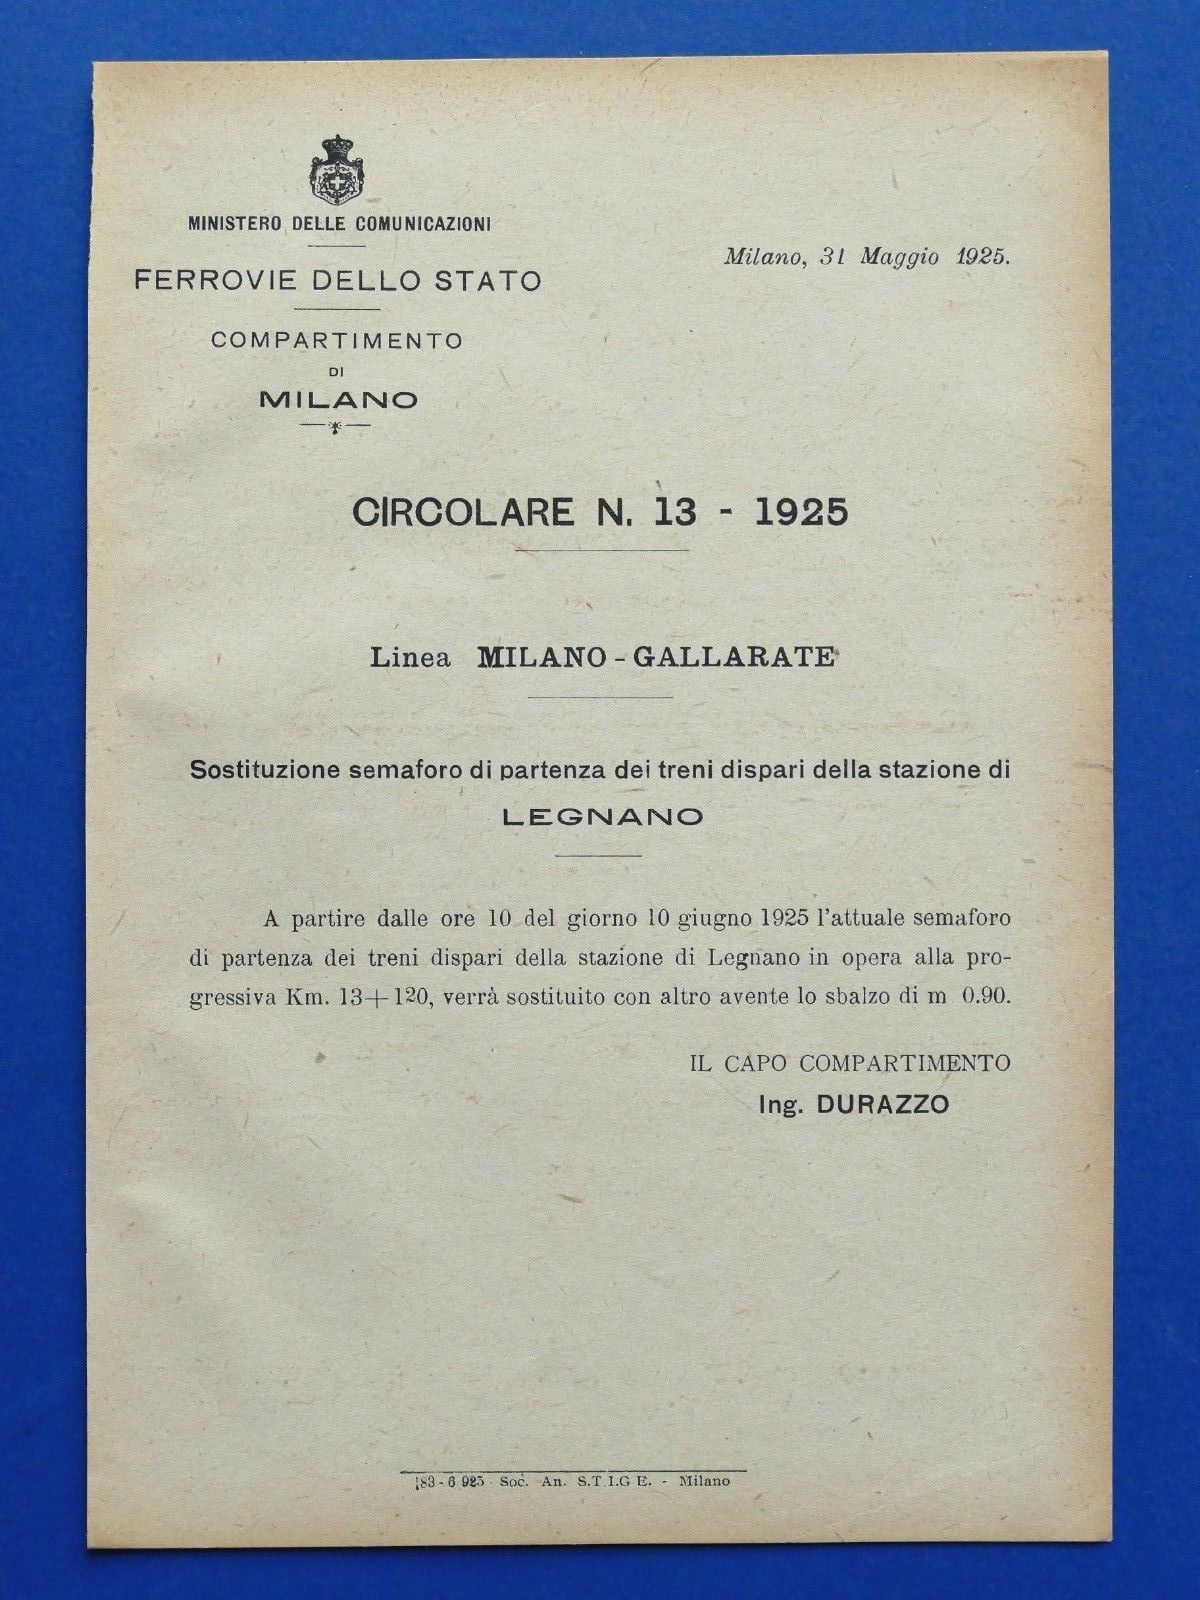 MINISTERO DELLE COMUNICAZIONI
FERROVIE DELLO STATO
COMPARTIMENTO
DI
MILANO
Milano, 31 Maggio 1925.
CIRCOLARE N. 13 - 1925
Linea MILANO - GALLARATE
Sostituzione semaforo di partenza dei treni dispari della stazione di
LEGNANO
A partire dalle ore 10 del giorno 10 giugno 1925 l'attuale semaforo
di partenza dei treni dispari della stazione di Legnano in opera alla pro-
gressiva Km. 13+120, verrà sostituito con altro avente lo sbalzo di m 0.90.
IL CAPO COMPARTIMENTO
Ing. DURAZZO
183 - 6 925 Soc. An. S.T.I.G E. - Milano